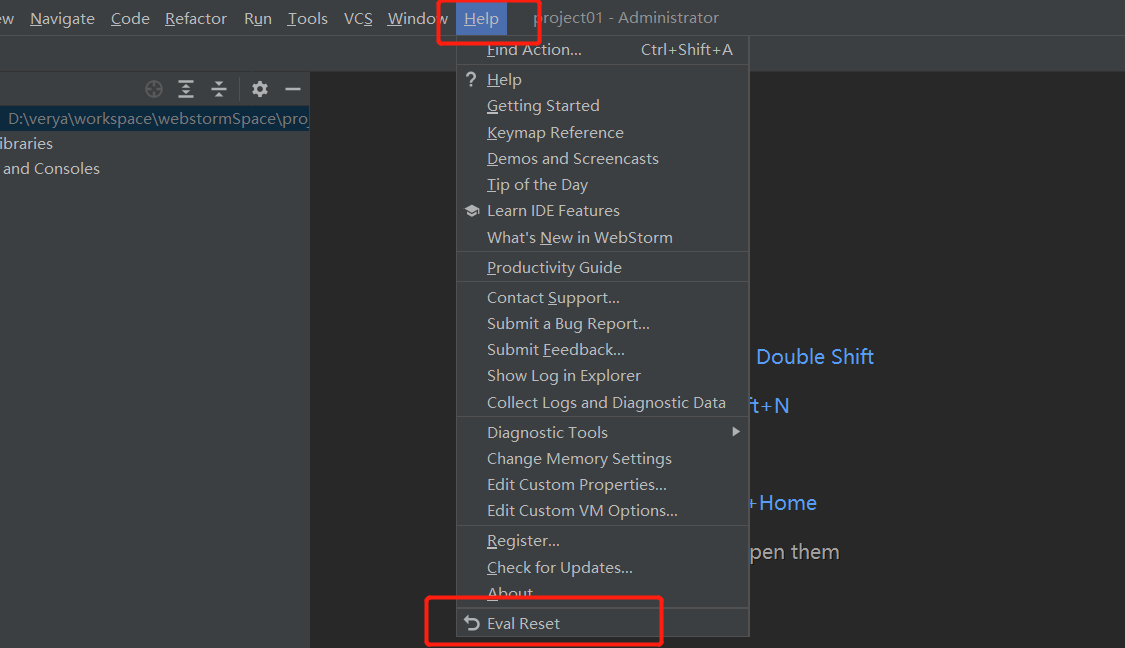 ew Navigate Code Refactor Run Tools VCS Window Help project01 - Administrator
Find Action... Ctrl+Shift+A
? Help
D:\verya\workspace\webstormSpace\proj
Getting Started
ibraries
Keymap Reference
and Consoles
Demos and Screencasts
Tip of the Day
Learn IDE Features
What's New in WebStorm
Productivity Guide
Contact Support...
Submit a Bug Report...
Submit Feedback...
Double Shift
Show Log in Explorer
Collect Logs and Diagnostic Data
ft+N
Diagnostic Tools
Change Memory Settings
Edit Custom Properties...
+Home
Edit Custom VM Options...
Register...
pen them
Check for Updates...
About
Eval Reset